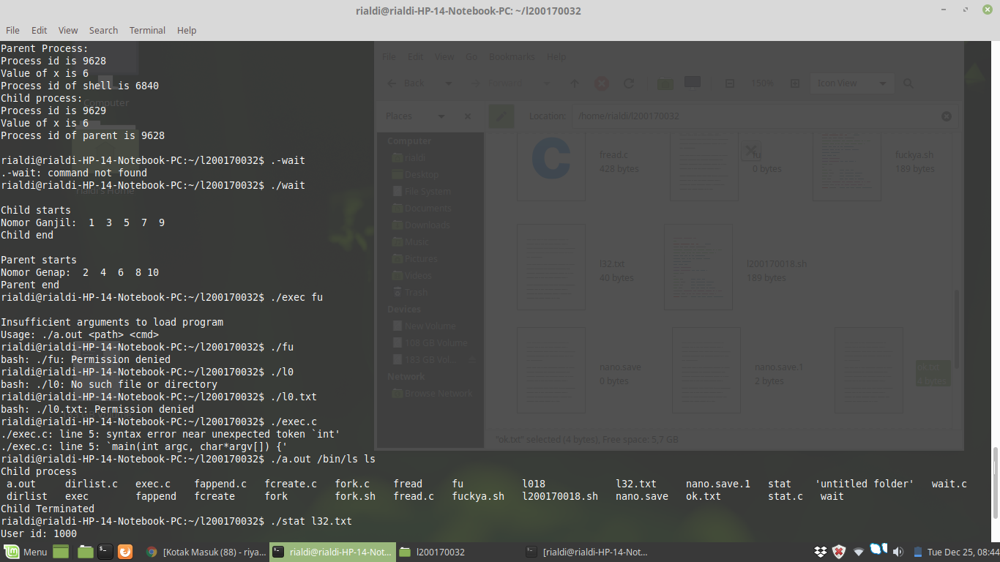 rialdi@rialdi-HP-14-Notebook-PC: ~/l200170032
File Edit View Search Terminal Help
Parent Process:
Process id is 9628
Value of x is 6
Process id of shell is 6840
Child process:
Process id is 9629
Value of x is 6
Process id of parent is 9628
rialdi@rialdi-HP-14-Notebook-PC:~/l200170032$ .-wait
.-wait: command not found
rialdi@rialdi-HP-14-Notebook-PC:~/l200170032$ ./wait
Child starts
Nomor Ganjil:  1  3  5  7  9
Child end
Parent starts
Nomor Genap:  2  4  6  8 10
Parent end
rialdi@rialdi-HP-14-Notebook-PC:~/l200170032$ ./exec fu
Insufficient arguments to load program
Usage: ./a.out <path> <cmd>
rialdi@rialdi-HP-14-Notebook-PC:~/l200170032$ ./fu
bash: ./fu: Permission denied
rialdi@rialdi-HP-14-Notebook-PC:~/l200170032$ ./l0
bash: ./l0: No such file or directory
rialdi@rialdi-HP-14-Notebook-PC:~/l200170032$ ./l0.txt
bash: ./l0.txt: Permission denied
rialdi@rialdi-HP-14-Notebook-PC:~/l200170032$ ./exec.c
./exec.c: line 5: syntax error near unexpected token `int'
./exec.c: line 5: `main(int argc, char*argv[]) {'
rialdi@rialdi-HP-14-Notebook-PC:~/l200170032$ ./a.out /bin/ls ls
Child process
a.out dirlist.c exec.c fappend.c fcreate.c fork.c fread fu l018 l32.txt nano.save.1 stat 'untitled folder' wait.c
dirlist exec fappend fcreate fork fork.sh fread.c fuckya.sh l200170018.sh nano.save ok.txt stat.c wait
Child Terminated
rialdi@rialdi-HP-14-Notebook-PC:~/l200170032$ ./stat l32.txt
User id: 1000
File Edit View Go Bookmarks Help
Back Forward 150% Icon View
Places Location: /home/rialdi/l200170032
Computer
rialdi
Desktop
File System
Documents
Downloads
Music
Pictures
Videos
Trash
Devices
New Volume
108 GB Volume
183 GB Vol...
Network
Browse Network
fread.c
428 bytes
fu
0 bytes
fuckya.sh
189 bytes
l32.txt
40 bytes
l200170018.sh
189 bytes
nano.save
0 bytes
nano.save.1
2 bytes
ok.txt
4 bytes
"ok.txt" selected (4 bytes), Free space: 5,7 GB
Computer
rialdi's Home
Menu [Kotak Masuk (88) - riya... rialdi@rialdi-HP-14-Not... l200170032 [rialdi@rialdi-HP-14-Not... Tue Dec 25, 08:44